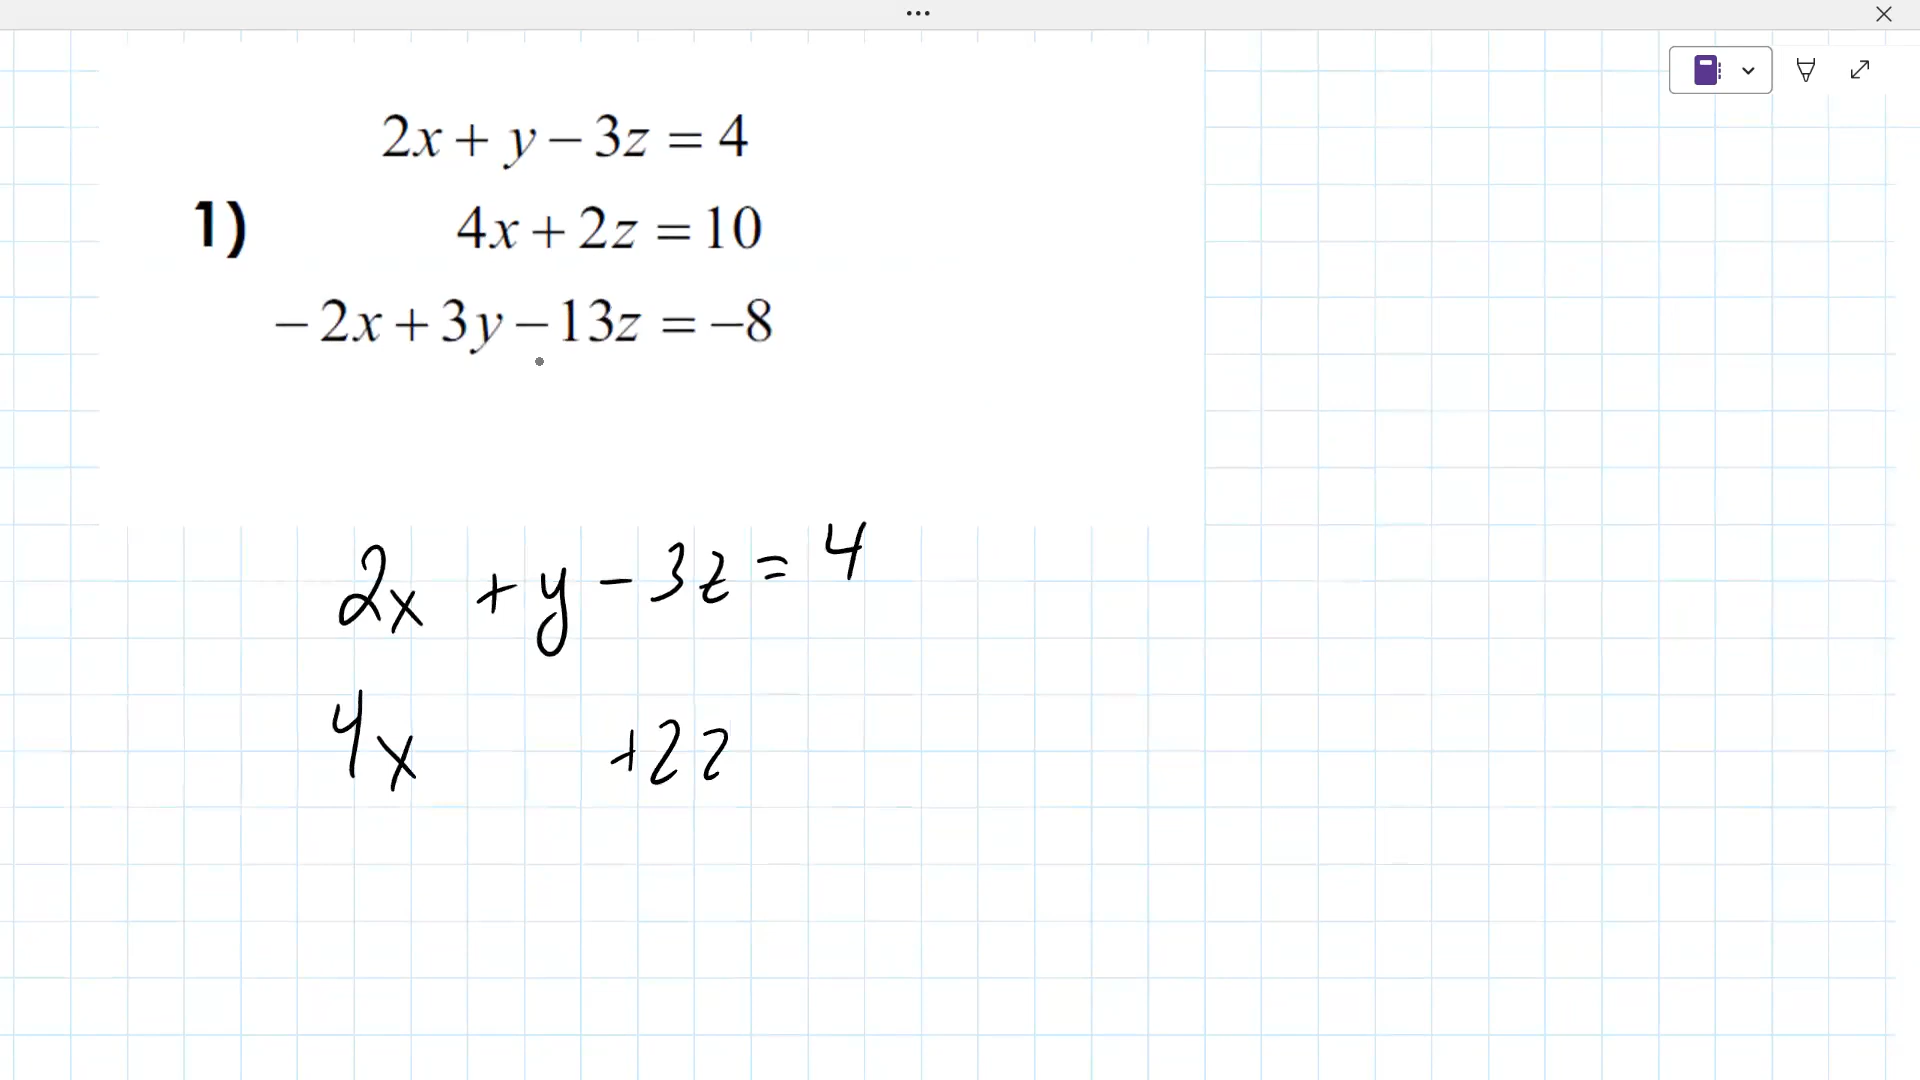 2x + y − 3z = 4
1) 4x + 2z = 10
− 2x + 3y − 13z = −8
2x + y − 3z = 4
4x +2z